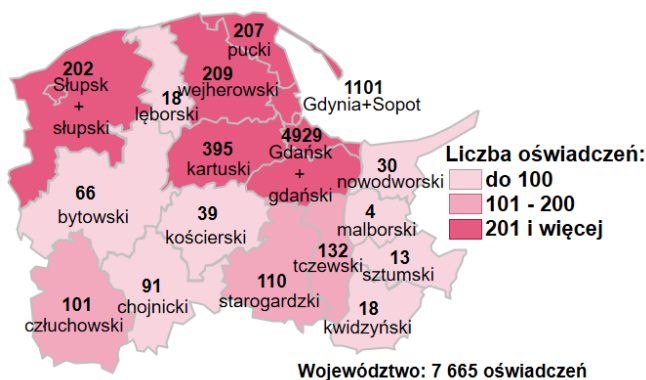 207
pucki
202
Słupsk
+
słupski
209
wejherowski
18
lęborski
1101
Gdynia+Sopot
4929
Gdańsk
+
gdański
395
kartuski
30
nowodworski
Liczba oświadczeń:
do 100
101 - 200
201 i więcej
66
bytowski
39
kościerski
4
malborski
132
tczewski
13
sztumski
91
chojnicki
110
starogardzki
101
człuchowski
18
kwidzyński
Województwo: 7 665 oświadczeń